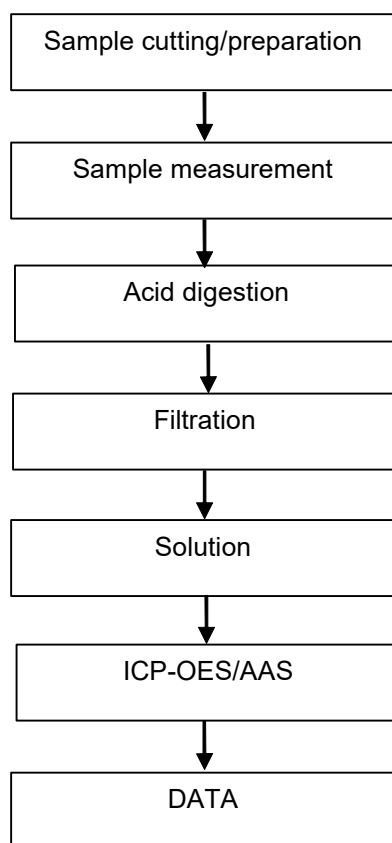 Sample cutting/preparation
Sample measurement
Acid digestion
Filtration
Solution
ICP-OES/AAS
DATA